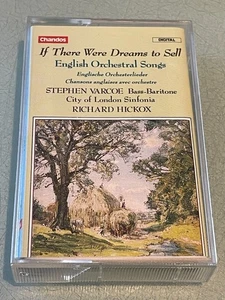 Chandos
DIGITAL
If There Were Dreams to Sell
English Orchestral Songs
Englische Orchesterlieder
Chansons anglaises avec orchestre
STEPHEN VARCOE Bass-Baritone
City of London Sinfonia
RICHARD HICKOX